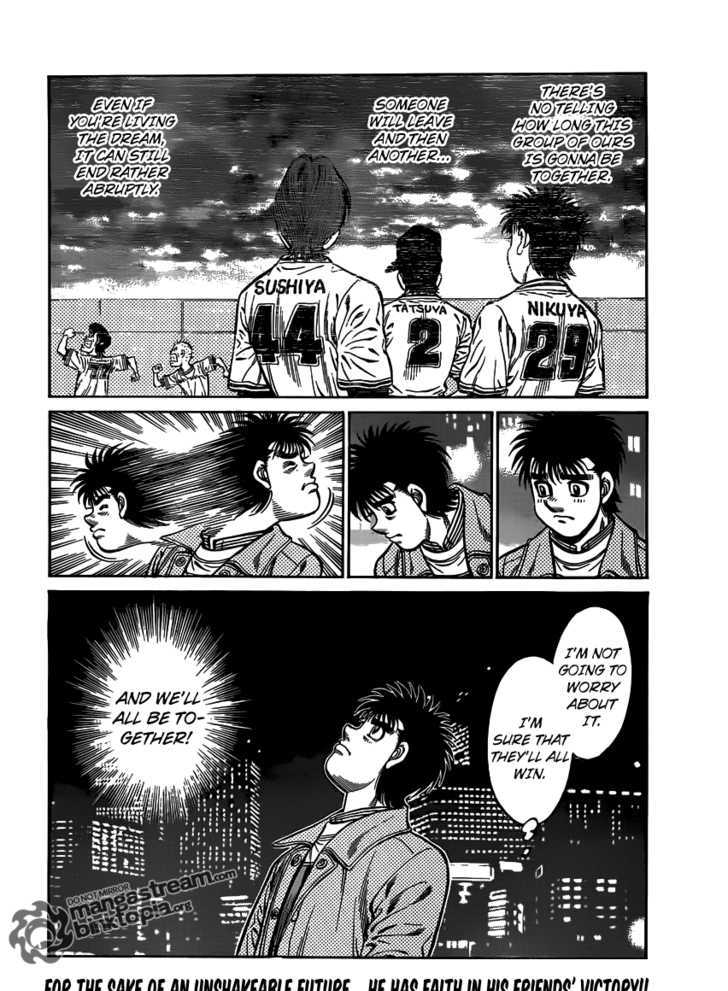 THERE'S
NO TELLING
HOW LONG THIS
GROUP OF OURS
IS GONNA BE
TOGETHER.
SOMEONE
WILL LEAVE
AND THEN
ANOTHER...
EVEN IF
YOU'RE LIVING
THE DREAM,
IT CAN STILL
END RATHER
ABRUPTLY.
SUSHIYA
44
TATSUYA
2
NIKUYA
29
I'M NOT
GOING TO
WORRY
ABOUT
IT.
I'M
SURE THAT
THEY'LL ALL
WIN.
AND WE'LL
ALL BE TO-
GETHER!
DO NOT MIRROR
mangastream.com
binktopia.org
FOR THE SAKE OF AN UNSHAKEABLE FUTURE... HE HAS FAITH IN HIS FRIENDS' VICTORY!!